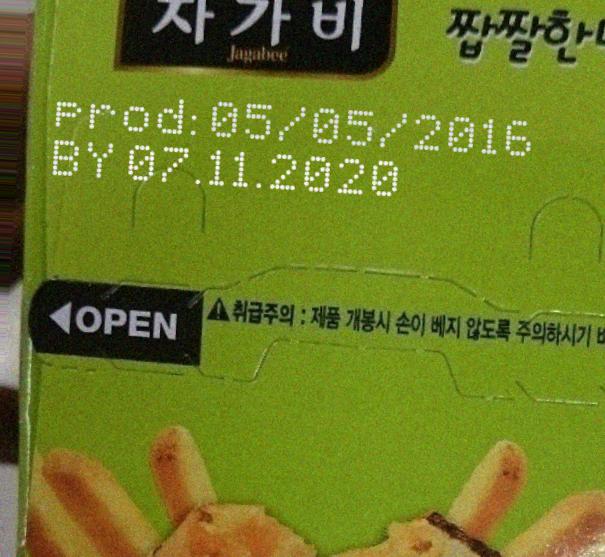 자가비
Jagabee
짭짤한
Prod:05/05/2016
BY 07.11.2020
◀OPEN
⚠취급주의 : 제품 개봉시 손이 베지 않도록 주의하시기